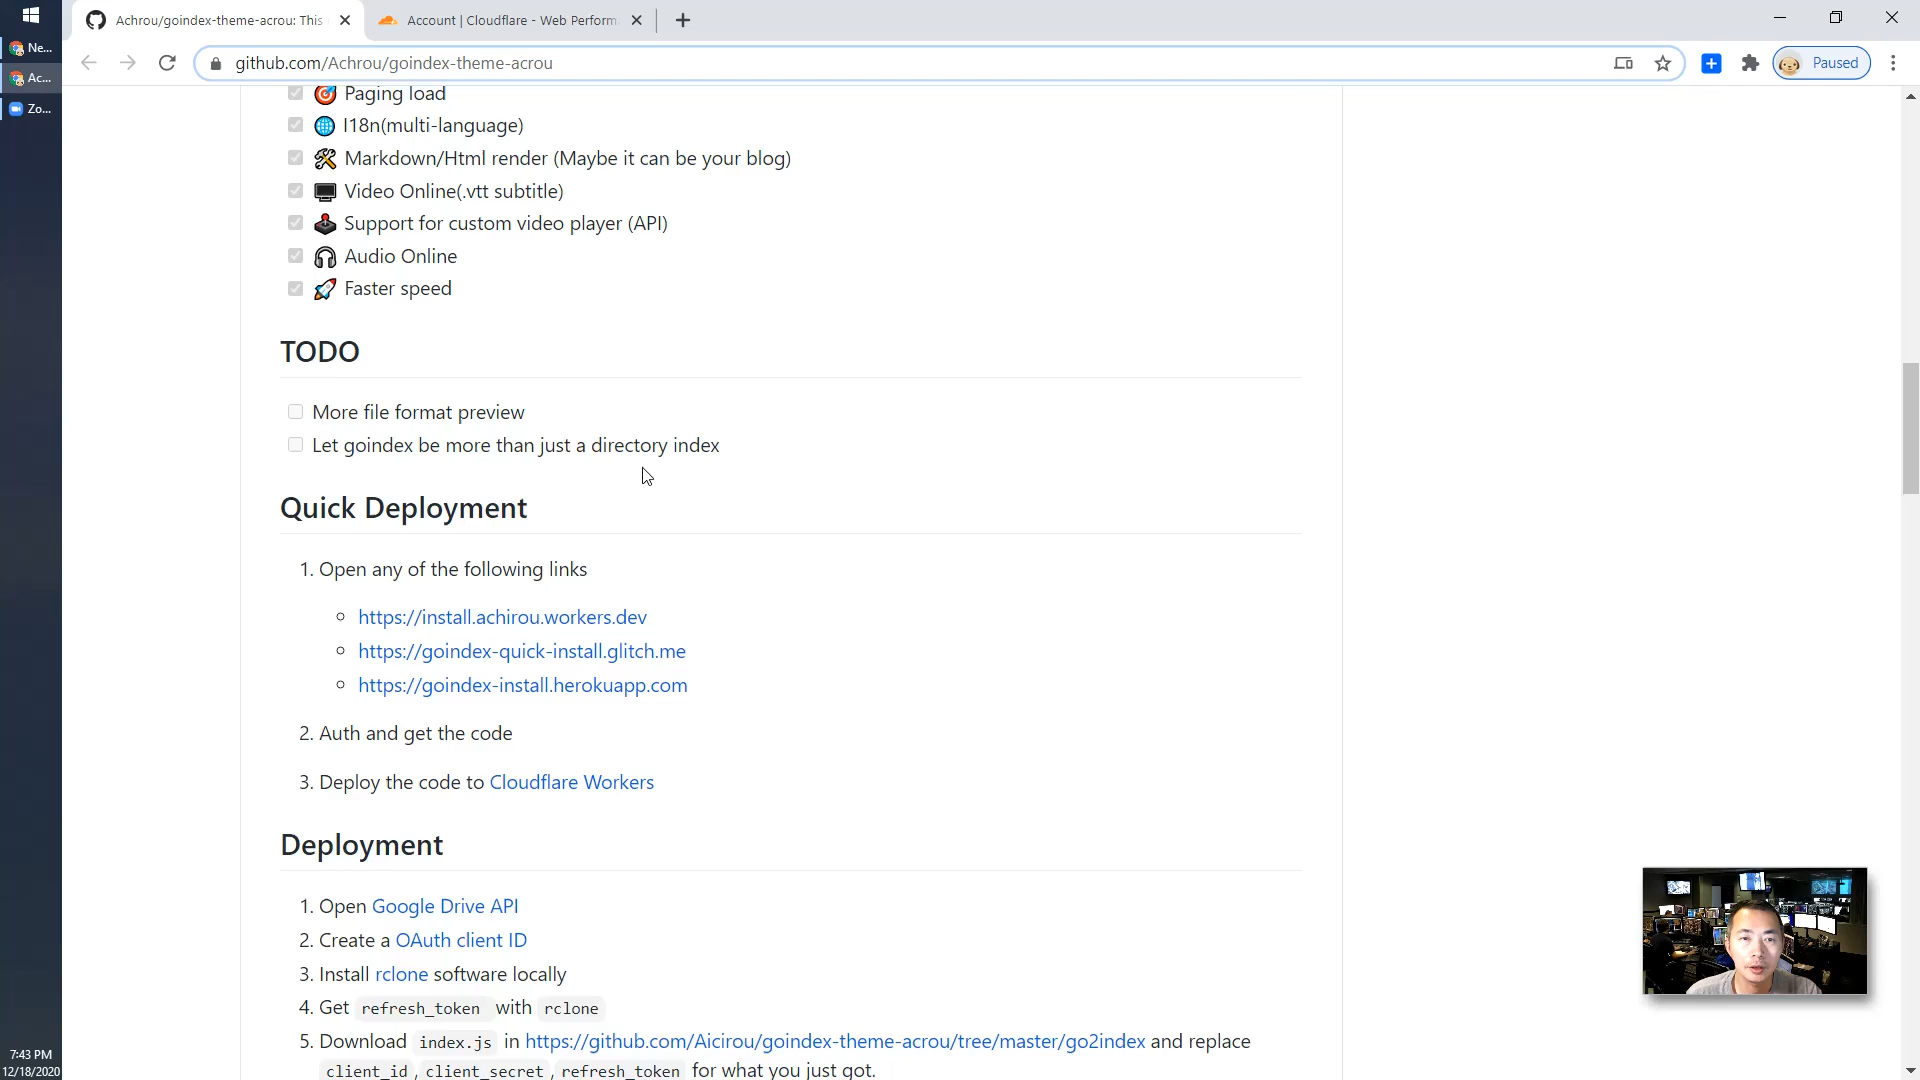 Achrou/goindex-theme-acrou: This
Account | Cloudflare - Web Perform
Ne...
Ac...
Zo...
github.com/Achrou/goindex-theme-acrou
Paused
Paging load
I18n(multi-language)
Markdown/Html render (Maybe it can be your blog)
Video Online(.vtt subtitle)
Support for custom video player (API)
Audio Online
Faster speed
TODO
More file format preview
Let goindex be more than just a directory index
Quick Deployment
1. Open any of the following links
https://install.achirou.workers.dev
https://goindex-quick-install.glitch.me
https://goindex-install.herokuapp.com
2. Auth and get the code
3. Deploy the code to Cloudflare Workers
Deployment
1. Open Google Drive API
2. Create a OAuth client ID
3. Install rclone software locally
4. Get refresh_token with rclone
5. Download index.js in https://github.com/Aicirou/goindex-theme-acrou/tree/master/go2index and replace
client_id , client_secret , refresh_token for what you just got.
7:43 PM
12/18/2020